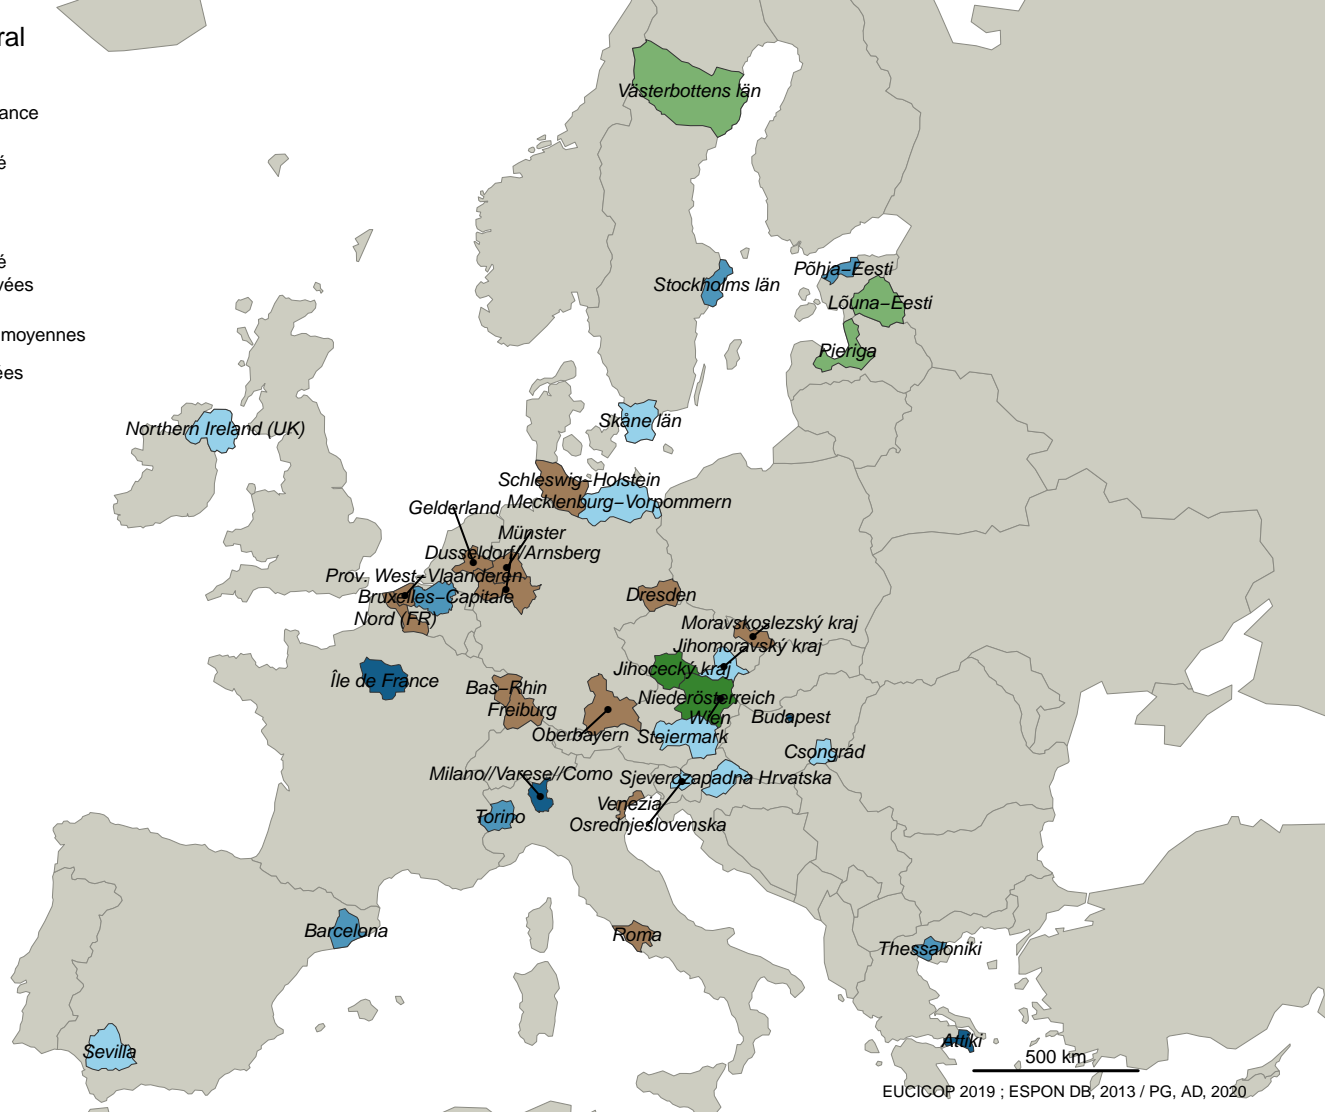 ral
ance
é
é
vées
moyennes
ées
Västerbottens län
Põhja−Eesti
Stockholms län
Lõuna−Eesti
Pieriga
Skåne län
Northern Ireland (UK)
Schleswig−Holstein
Mecklenburg−Vorpommern
Gelderland
Münster
Dusseldorf/Arnsberg
Prov. West−Vlaanderen
Bruxelles−Capitale
Dresden
Nord (FR)
Moravskoslezský kraj
Jihomoravský kraj
Jihocecký kraj
Île de France
Bas−Rhin
Niederösterreich
Freiburg
Wien
Budapest
Oberbayern
Steiermark
Csongrád
Milano//Varese//Como
Sjeverozapadna Hrvatska
Venezia
Torino
Osrednjeslovenska
Barcelona
Roma
Thessaloniki
Attiki
Sevilla
500 km
EUCICOP 2019 ; ESPON DB, 2013 / PG, AD, 2020